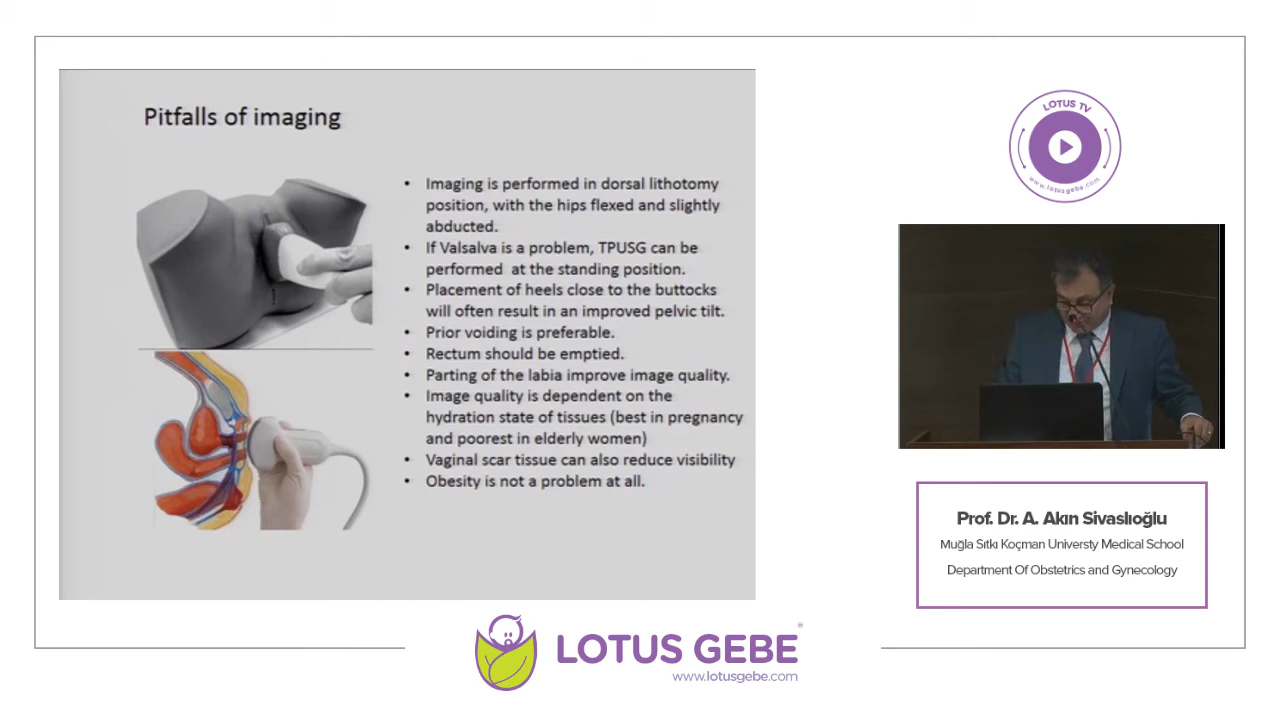 Pitfalls of imaging
• Imaging is performed in dorsal lithotomy
position, with the hips flexed and slightly
abducted.
• If Valsalva is a problem, TPUSG can be
performed at the standing position.
• Placement of heels close to the buttocks
will often result in an improved pelvic tilt.
• Prior voiding is preferable.
• Rectum should be emptied.
• Parting of the labia improve image quality.
• Image quality is dependent on the
hydration state of tissues (best in pregnancy
and poorest in elderly women)
• Vaginal scar tissue can also reduce visibility
• Obesity is not a problem at all.
LOTUS TV
www.lotusgebe.com
Prof. Dr. A. Akın Sivaslıoğlu
Muğla Sıtkı Koçman Universty Medical School
Department Of Obstetrics and Gynecology
LOTUS GEBE®
www.lotusgebe.com